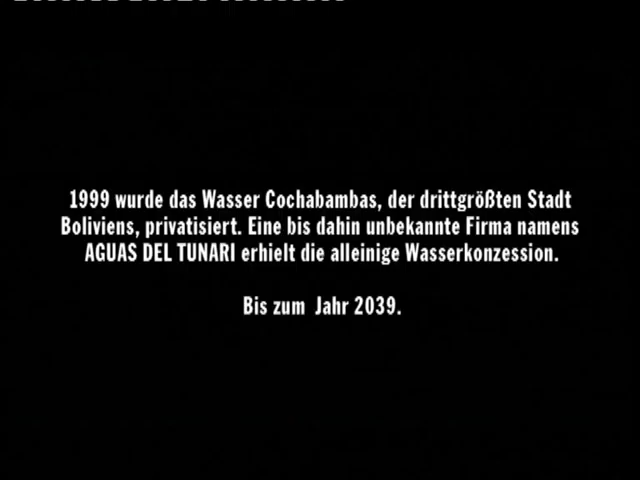 1999 wurde das Wasser Cochabambas, der drittgrößten Stadt
Boliviens, privatisiert. Eine bis dahin unbekannte Firma namens
AGUAS DEL TUNARI erhielt die alleinige Wasserkonzession.
Bis zum Jahr 2039.